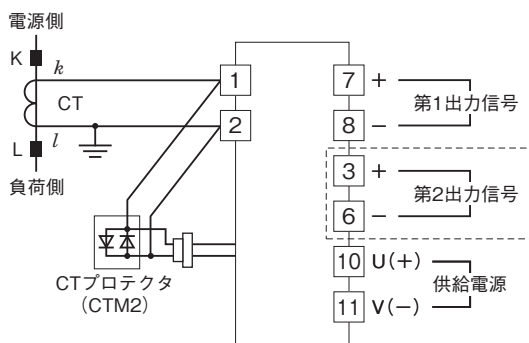 電源側
K
k
CT
l
L
負荷側
CTプロテクタ
(CTM2)
1
2
7 +
8 −
第1出力信号
3 +
6 −
第2出力信号
10 U(+)
11 V(−)
供給電源